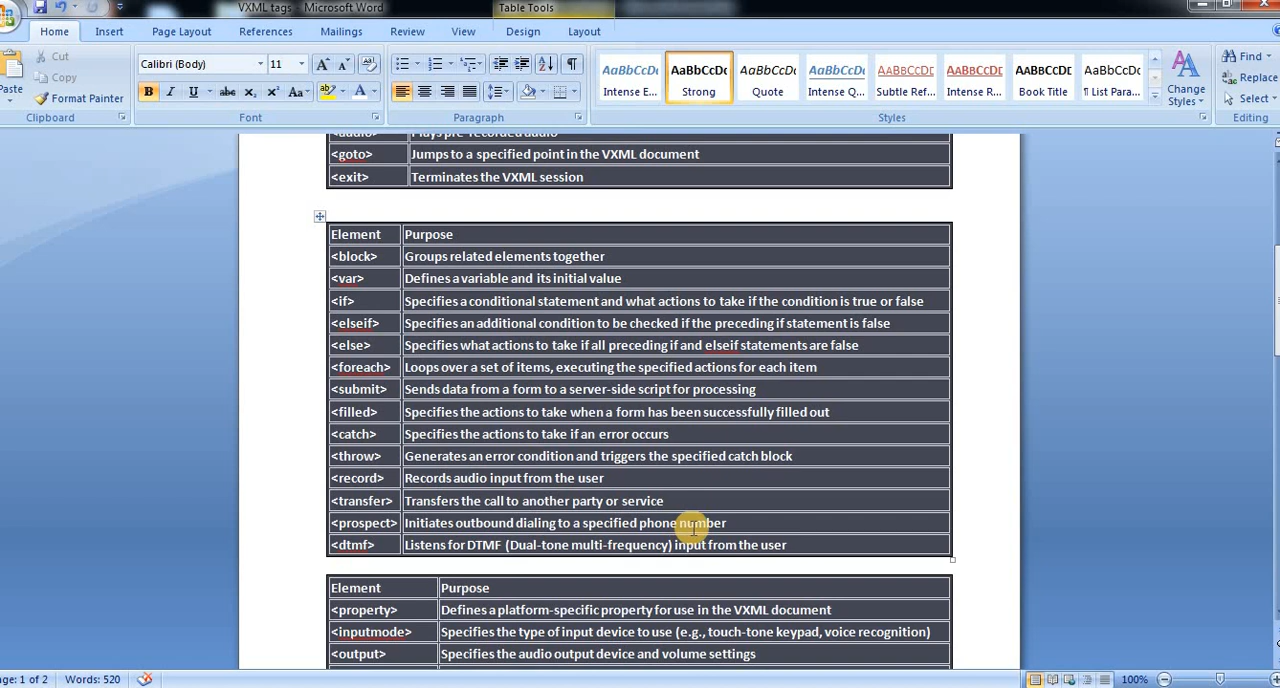 VXML tags - Microsoft Word
Table Tools
Home Insert Page Layout References Mailings Review View Design Layout
Cut
Copy
Paste
Format Painter
Clipboard
Calibri (Body) 11
Font
Paragraph
AaBbCcDc AaBbCcDc AaBbCcDc AaBbCcDc AaBbCcDc AaBbCcDc AaBbCcDc AaBbCcDc
Intense E... Strong Quote Intense Q... Subtle Ref... Intense R... Book Title ¶ List Para...
Styles
Change
Styles
Find
Replace
Select
Editing
<audio> Plays pre-recorded audio
<goto> Jumps to a specified point in the VXML document
<exit> Terminates the VXML session
Element Purpose
<block> Groups related elements together
<var> Defines a variable and its initial value
<if> Specifies a conditional statement and what actions to take if the condition is true or false
<elseif> Specifies an additional condition to be checked if the preceding if statement is false
<else> Specifies what actions to take if all preceding if and elseif statements are false
<foreach> Loops over a set of items, executing the specified actions for each item
<submit> Sends data from a form to a server-side script for processing
<filled> Specifies the actions to take when a form has been successfully filled out
<catch> Specifies the actions to take if an error occurs
<throw> Generates an error condition and triggers the specified catch block
<record> Records audio input from the user
<transfer> Transfers the call to another party or service
<prospect> Initiates outbound dialing to a specified phone number
<dtmf> Listens for DTMF (Dual-tone multi-frequency) input from the user
Element Purpose
<property> Defines a platform-specific property for use in the VXML document
<inputmode> Specifies the type of input device to use (e.g., touch-tone keypad, voice recognition)
<output> Specifies the audio output device and volume settings
age: 1 of 2 Words: 520 100%